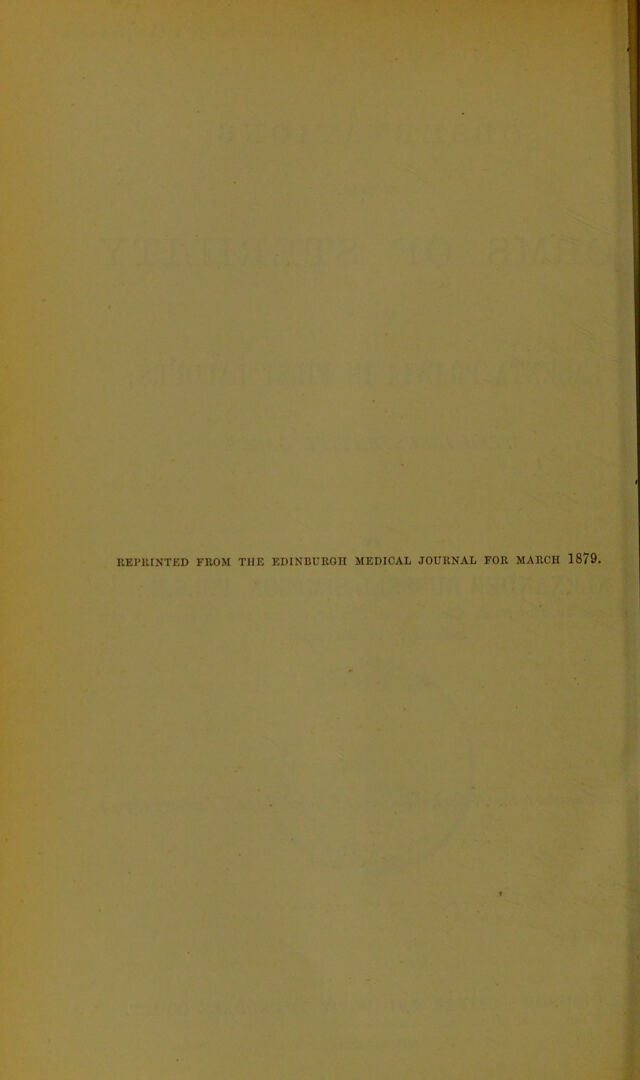 REPRINTED FROM THE EDINBURGH MEDICAL JOURNAL FOR MARCH 1879.